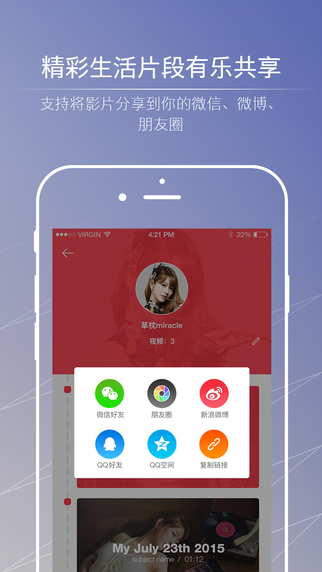 精彩生活片段有乐共享
支持将影片分享到你的微信、微博、
朋友圈
VIRGIN
4:21 PM
22%
草枕miracle
视频：3
微信好友
朋友圈
新浪微博
QQ好友
QQ空间
复制链接
My July 23th 2015
subject name / 01:12